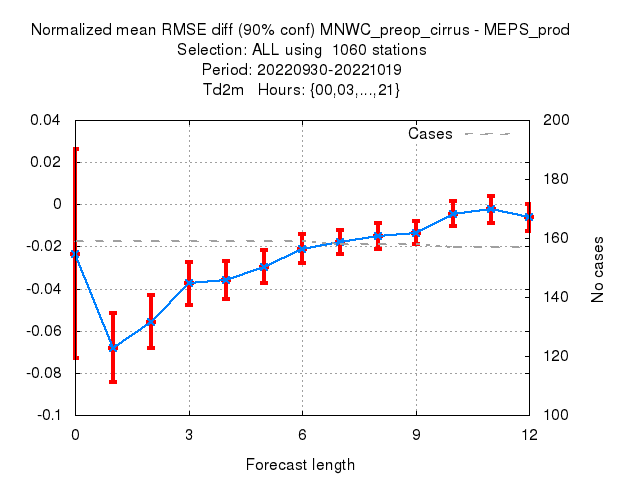 Normalized mean RMSE diff (90% conf) MNWC_preop_cirrus - MEPS_prod
Selection: ALL using  1060 stations
Period: 20220930-20221019
Td2m   Hours: {00,03,...,21}
Cases
0.04
0.02
0
-0.02
-0.04
-0.06
-0.08
-0.1
200
180
160
140
120
100
No cases
0 3 6 9 12
Forecast length